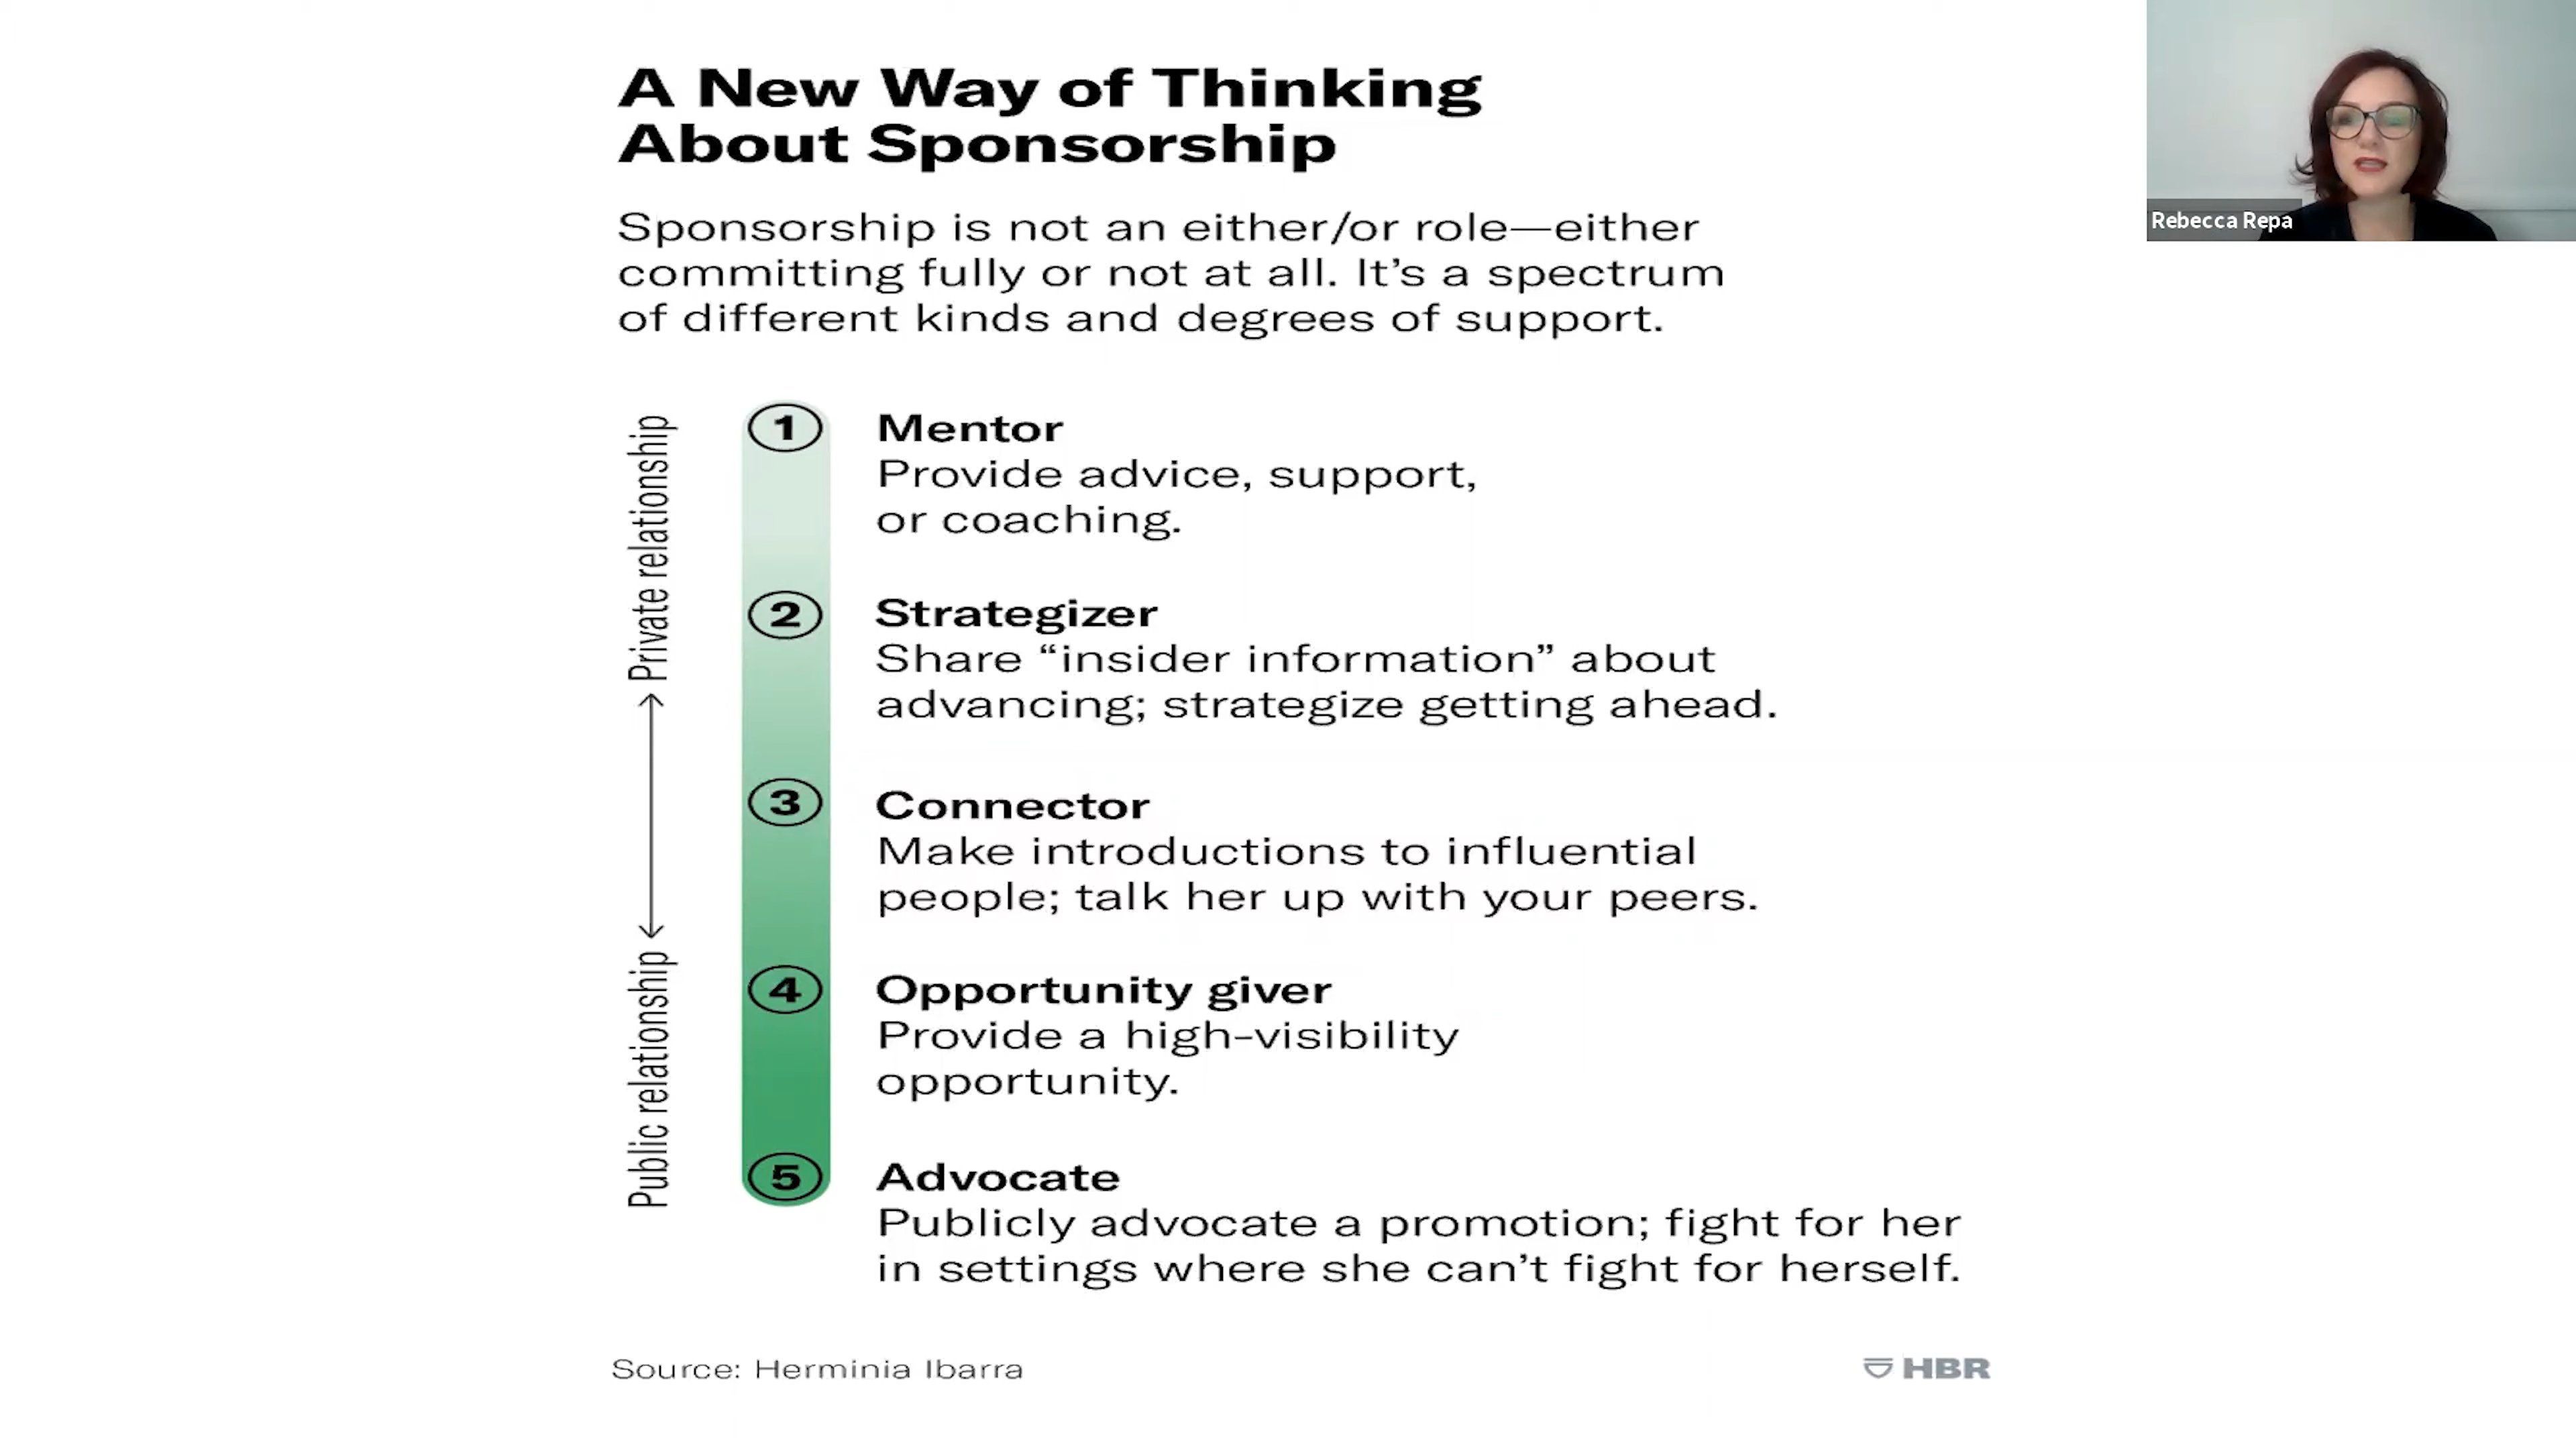 A New Way of Thinking
About Sponsorship
Sponsorship is not an either/or role—either
committing fully or not at all. It’s a spectrum
of different kinds and degrees of support.
Private relationship
Public relationship
1
Mentor
Provide advice, support,
or coaching.
2
Strategizer
Share “insider information” about
advancing; strategize getting ahead.
3
Connector
Make introductions to influential
people; talk her up with your peers.
4
Opportunity giver
Provide a high-visibility
opportunity.
5
Advocate
Publicly advocate a promotion; fight for her
in settings where she can’t fight for herself.
Source: Herminia Ibarra
HBR
Rebecca Repa